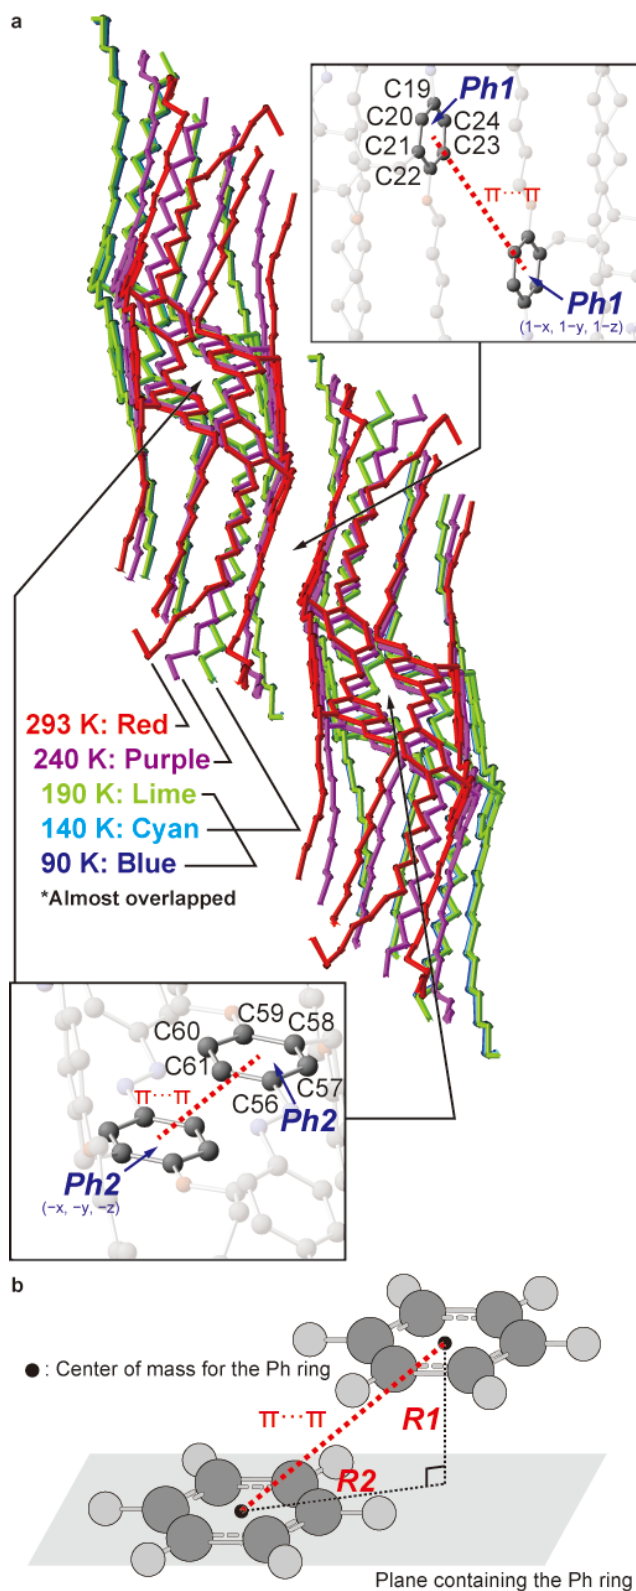 a
C19
Ph1
C20
C24
C21
C23
C22
π···π
Ph1
(1−x, 1−y, 1−z)
293 K: Red
240 K: Purple
190 K: Lime
140 K: Cyan
90 K: Blue
*Almost overlapped
C59
C60
C58
C61
C57
π···π
C56
Ph2
Ph2
(−x, −y, −z)
b
● : Center of mass for the Ph ring
π···π
R1
R2
Plane containing the Ph ring